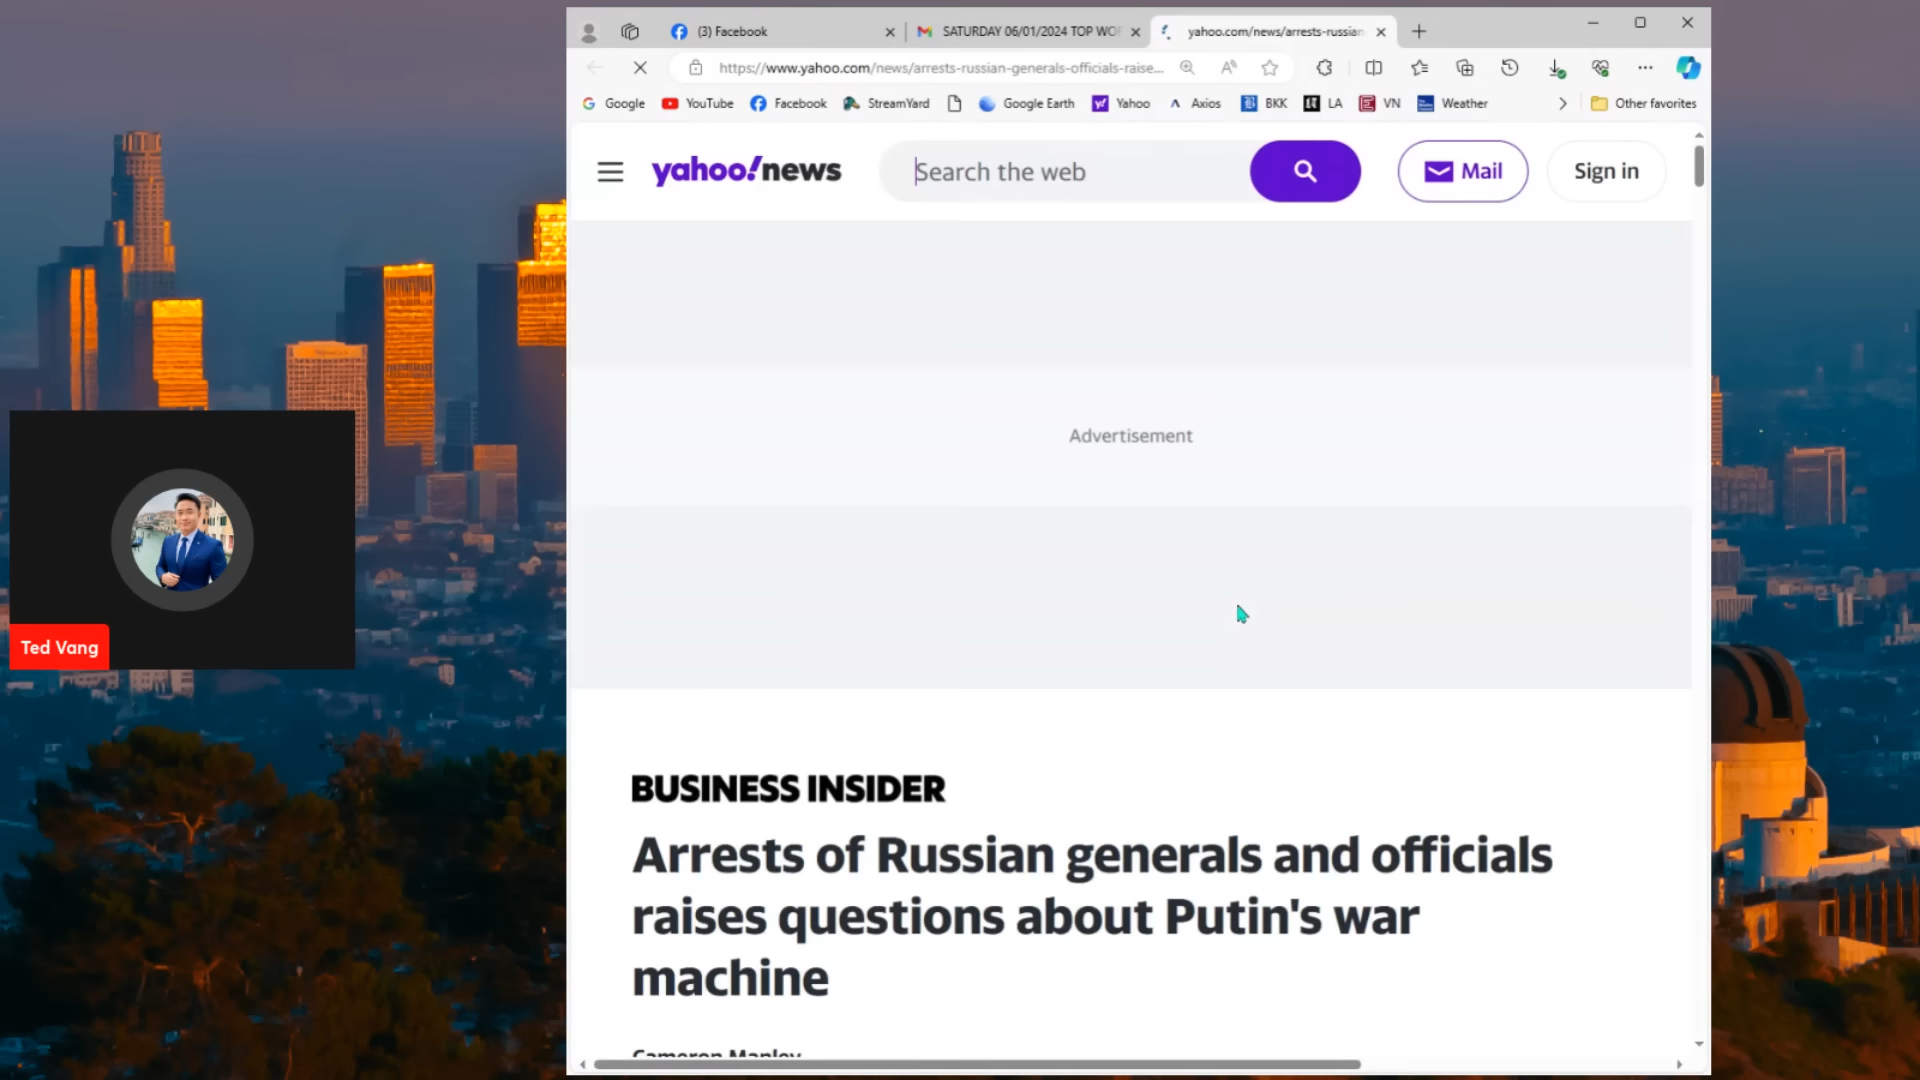 (3) Facebook
SATURDAY 06/01/2024 TOP WO
yahoo.com/news/arrests-russian
https://www.yahoo.com/news/arrests-russian-generals-officials-raise...
Google YouTube Facebook StreamYard Google Earth Yahoo Axios BKK LA VN Weather Other favorites
yahoo!news
Search the web
Mail
Sign in
Advertisement
Ted Vang
BUSINESS INSIDER
Arrests of Russian generals and officials
raises questions about Putin's war
machine
Cameron Manley